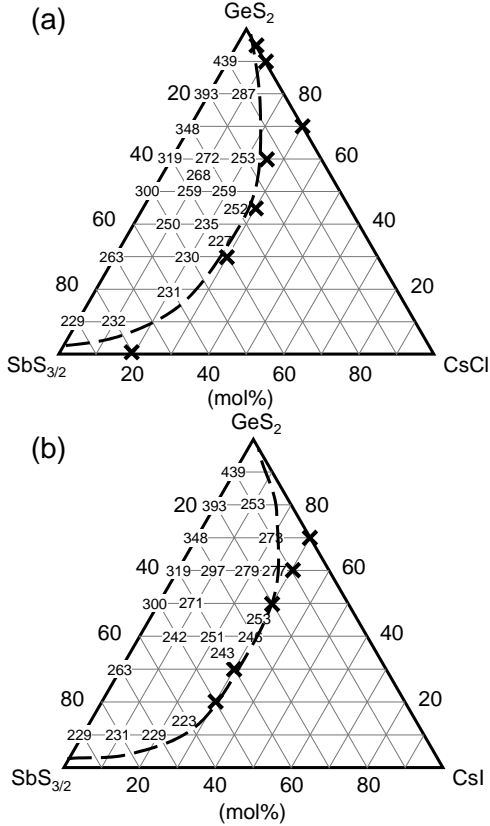 (a)
GeS2
439
20 393 287 80
348
40 319 272 253 60
268
300 259 259
60 250 235 252 40
227
263 230
80 231 20
229 232
SbS3/2 CsCl
20 40 60 80
(mol%)
(b)
GeS2
439
20 393 253 80
348 273
40 319 297 279 277 60
300 271
253
60 242 251 246 40
243
263
80 20
223
229 231 229
SbS3/2 CsI
20 40 60 80
(mol%)